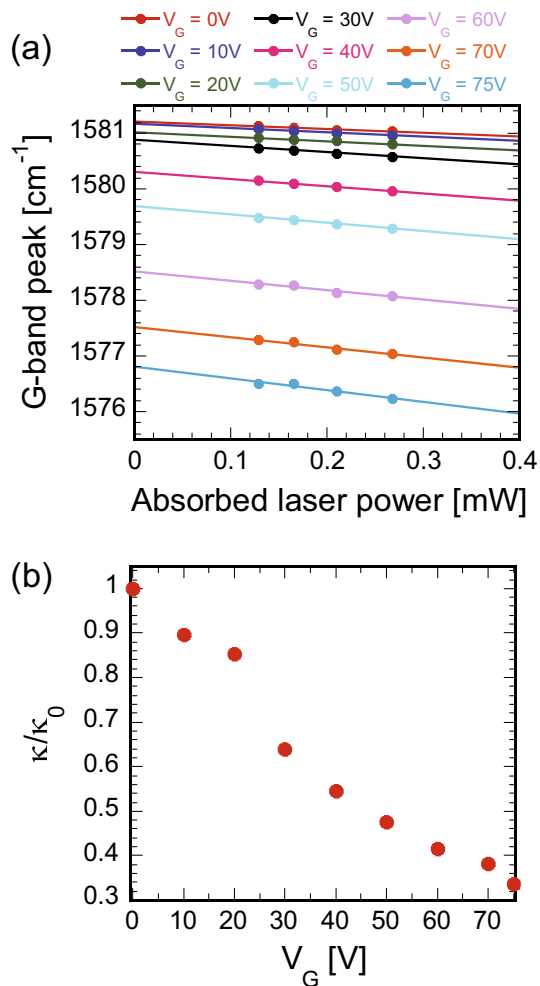 (a)
V_G = 0V V_G = 30V V_G = 60V
V_G = 10V V_G = 40V V_G = 70V
V_G = 20V V_G = 50V V_G = 75V
G-band peak [cm⁻¹]
1581
1580
1579
1578
1577
1576
0 0.1 0.2 0.3 0.4
Absorbed laser power [mW]
(b)
κ/κ₀
1
0.9
0.8
0.7
0.6
0.5
0.4
0.3
0 10 20 30 40 50 60 70
V_G [V]